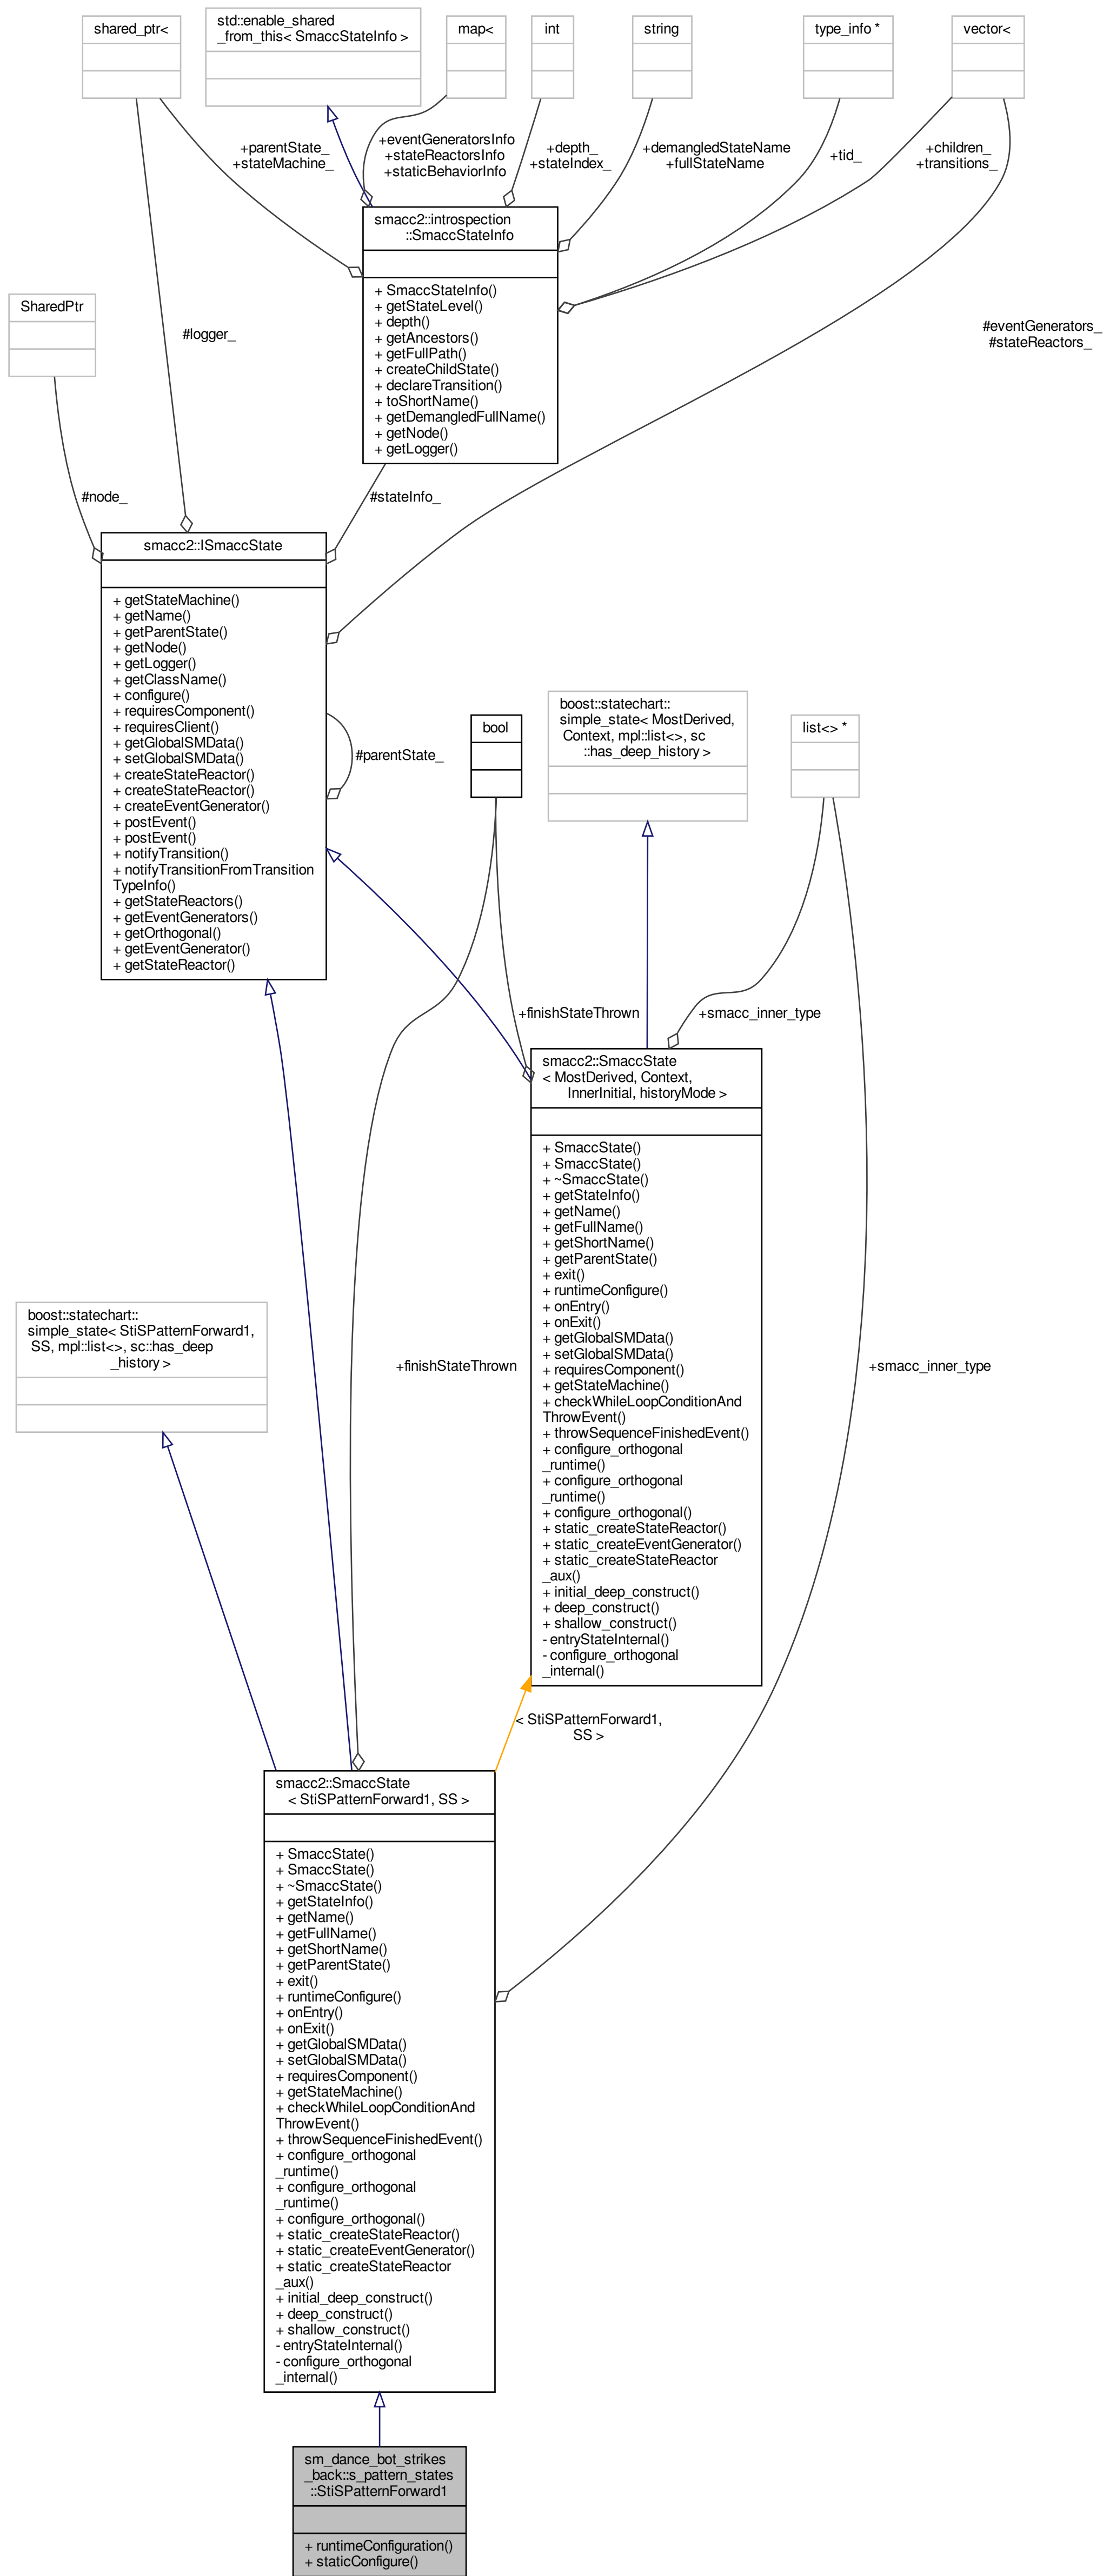 shared_ptr<
std::enable_shared
_from_this< SmaccStateInfo >
map<
int
string
type_info *
vector<
+parentState_
+stateMachine_
+eventGeneratorsInfo
+stateReactorsInfo
+staticBehaviorInfo
+depth_
+stateIndex_
+demangledStateName
+fullStateName
+tid_
+children_
+transitions_
smacc2::introspection
::SmaccStateInfo
+ SmaccStateInfo()
+ getStateLevel()
+ depth()
+ getAncestors()
+ getFullPath()
+ createChildState()
+ declareTransition()
+ toShortName()
+ getDemangledFullName()
+ getNode()
+ getLogger()
SharedPtr
#logger_
#eventGenerators_
#stateReactors_
#node_
#stateInfo_
smacc2::ISmaccState
+ getStateMachine()
+ getName()
+ getParentState()
+ getNode()
+ getLogger()
+ getClassName()
+ configure()
+ requiresComponent()
+ requiresClient()
+ getGlobalSMData()
+ setGlobalSMData()
+ createStateReactor()
+ createStateReactor()
+ createEventGenerator()
+ postEvent()
+ postEvent()
+ notifyTransition()
+ notifyTransitionFromTransition
TypeInfo()
+ getStateReactors()
+ getEventGenerators()
+ getOrthogonal()
+ getEventGenerator()
+ getStateReactor()
#parentState_
bool
boost::statechart::
simple_state< MostDerived,
Context, mpl::list<>, sc
::has_deep_history >
list<> *
+finishStateThrown
+smacc_inner_type
smacc2::SmaccState
< MostDerived, Context,
InnerInitial, historyMode >
+ SmaccState()
+ SmaccState()
+ ~SmaccState()
+ getStateInfo()
+ getName()
+ getFullName()
+ getShortName()
+ getParentState()
+ exit()
+ runtimeConfigure()
+ onEntry()
+ onExit()
+ getGlobalSMData()
+ setGlobalSMData()
+ requiresComponent()
+ getStateMachine()
+ checkWhileLoopConditionAnd
ThrowEvent()
+ throwSequenceFinishedEvent()
+ configure_orthogonal
_runtime()
+ configure_orthogonal
_runtime()
+ configure_orthogonal()
+ static_createStateReactor()
+ static_createEventGenerator()
+ static_createStateReactor
_aux()
+ initial_deep_construct()
+ deep_construct()
+ shallow_construct()
- entryStateInternal()
- configure_orthogonal
_internal()
boost::statechart::
simple_state< StiSPatternForward1,
SS, mpl::list<>, sc::has_deep
_history >
+finishStateThrown
+smacc_inner_type
< StiSPatternForward1,
SS >
smacc2::SmaccState
< StiSPatternForward1, SS >
+ SmaccState()
+ SmaccState()
+ ~SmaccState()
+ getStateInfo()
+ getName()
+ getFullName()
+ getShortName()
+ getParentState()
+ exit()
+ runtimeConfigure()
+ onEntry()
+ onExit()
+ getGlobalSMData()
+ setGlobalSMData()
+ requiresComponent()
+ getStateMachine()
+ checkWhileLoopConditionAnd
ThrowEvent()
+ throwSequenceFinishedEvent()
+ configure_orthogonal
_runtime()
+ configure_orthogonal
_runtime()
+ configure_orthogonal()
+ static_createStateReactor()
+ static_createEventGenerator()
+ static_createStateReactor
_aux()
+ initial_deep_construct()
+ deep_construct()
+ shallow_construct()
- entryStateInternal()
- configure_orthogonal
_internal()
sm_dance_bot_strikes
_back::s_pattern_states
::StiSPatternForward1
+ runtimeConfiguration()
+ staticConfigure()